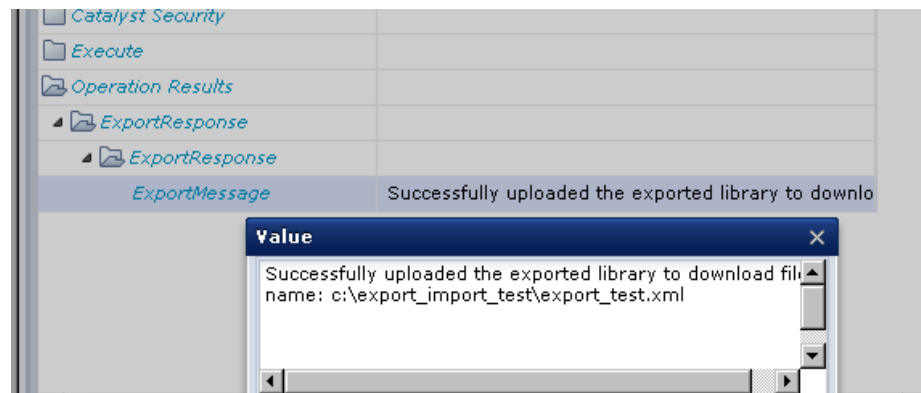 Catalyst Security
Execute
Operation Results
ExportResponse
ExportResponse
ExportMessage Successfully uploaded the exported library to downlo
Value
Successfully uploaded the exported library to download fil
name: c:\export_import_test\export_test.xml